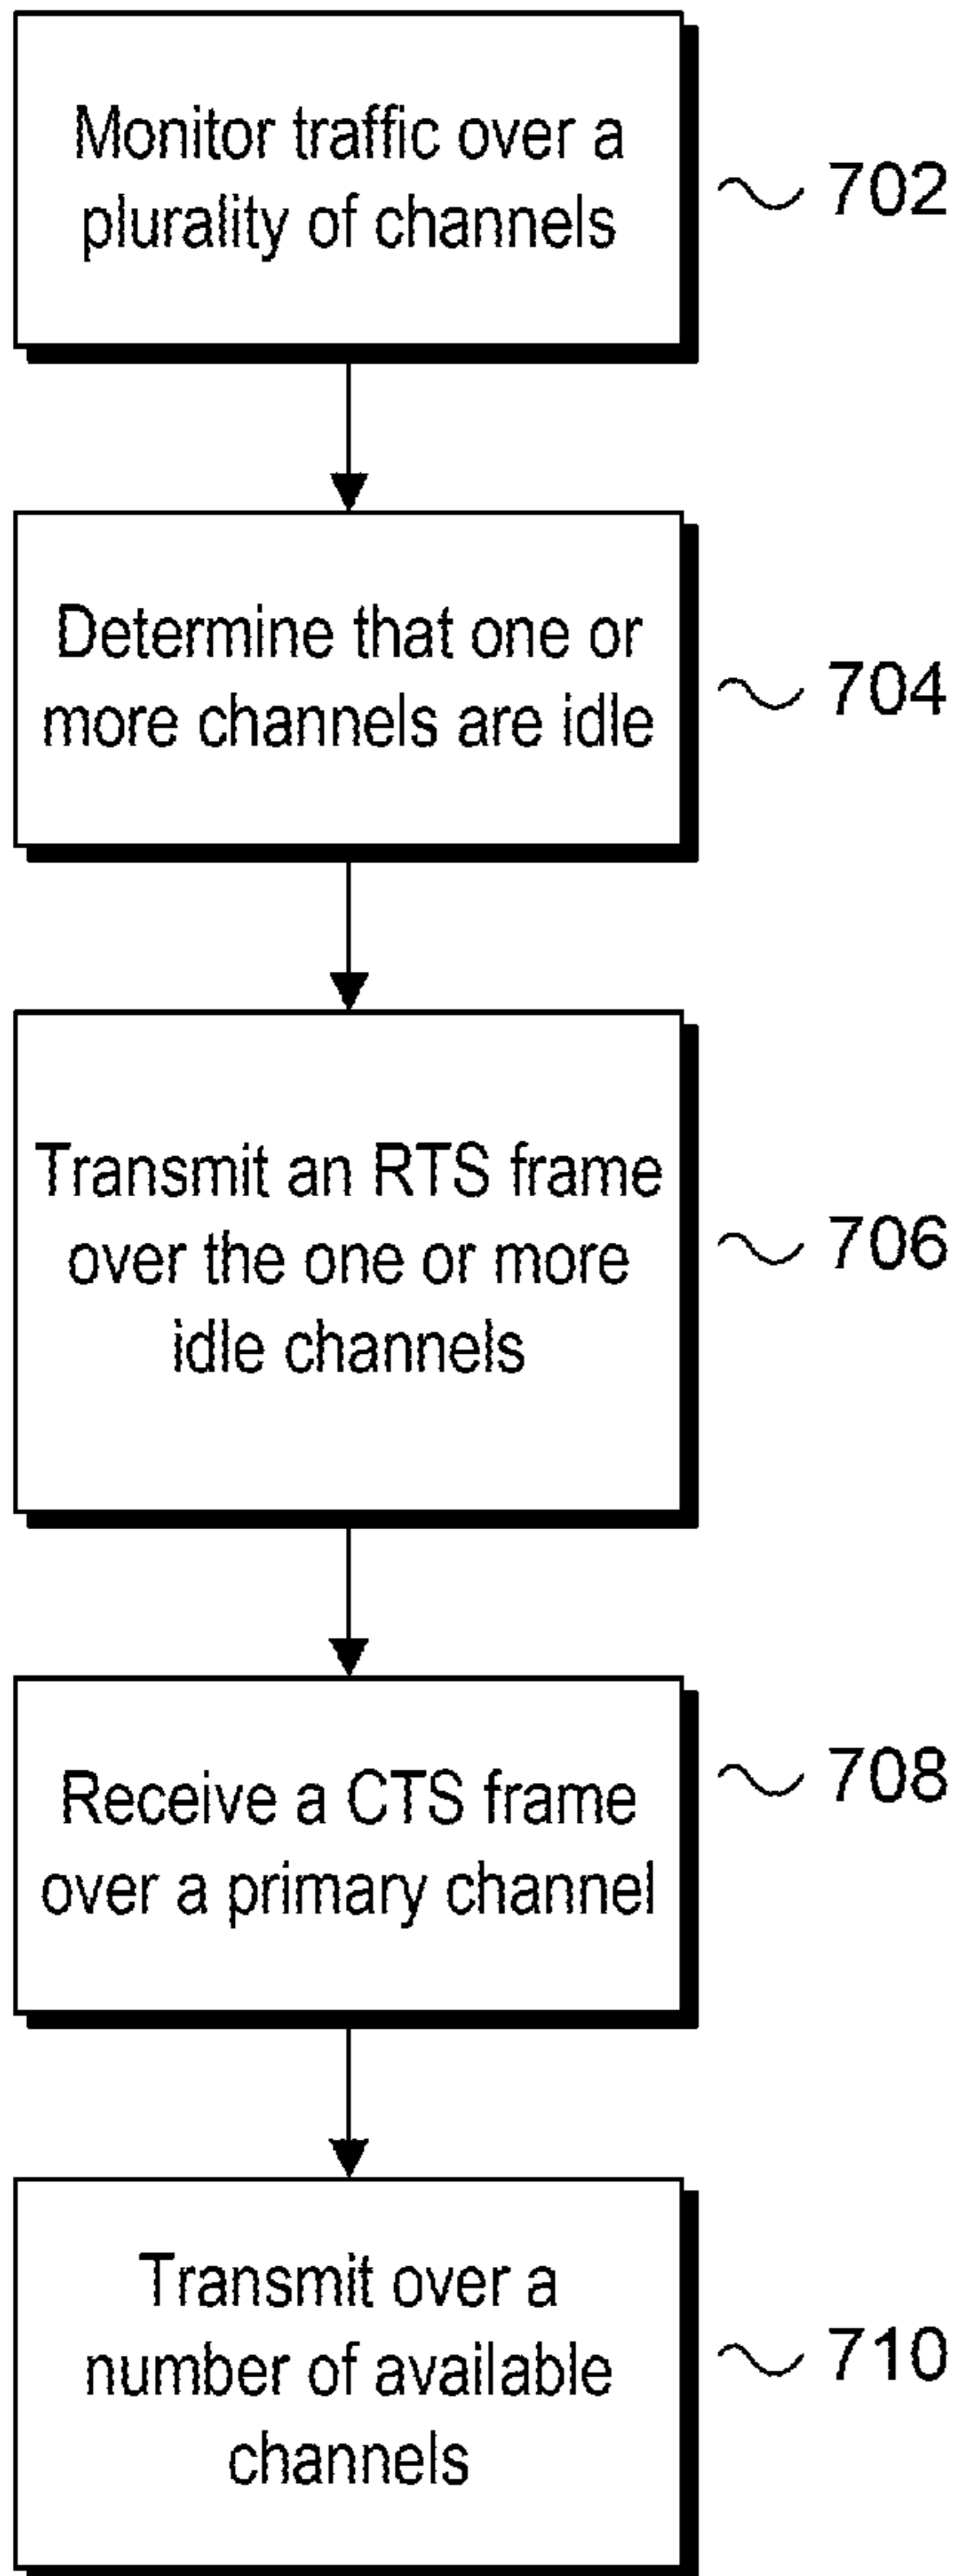 Monitor traffic over a
plurality of channels
702
Determine that one or
more channels are idle
704
Transmit an RTS frame
over the one or more
idle channels
706
Receive a CTS frame
over a primary channel
708
Transmit over a
number of available
channels
710